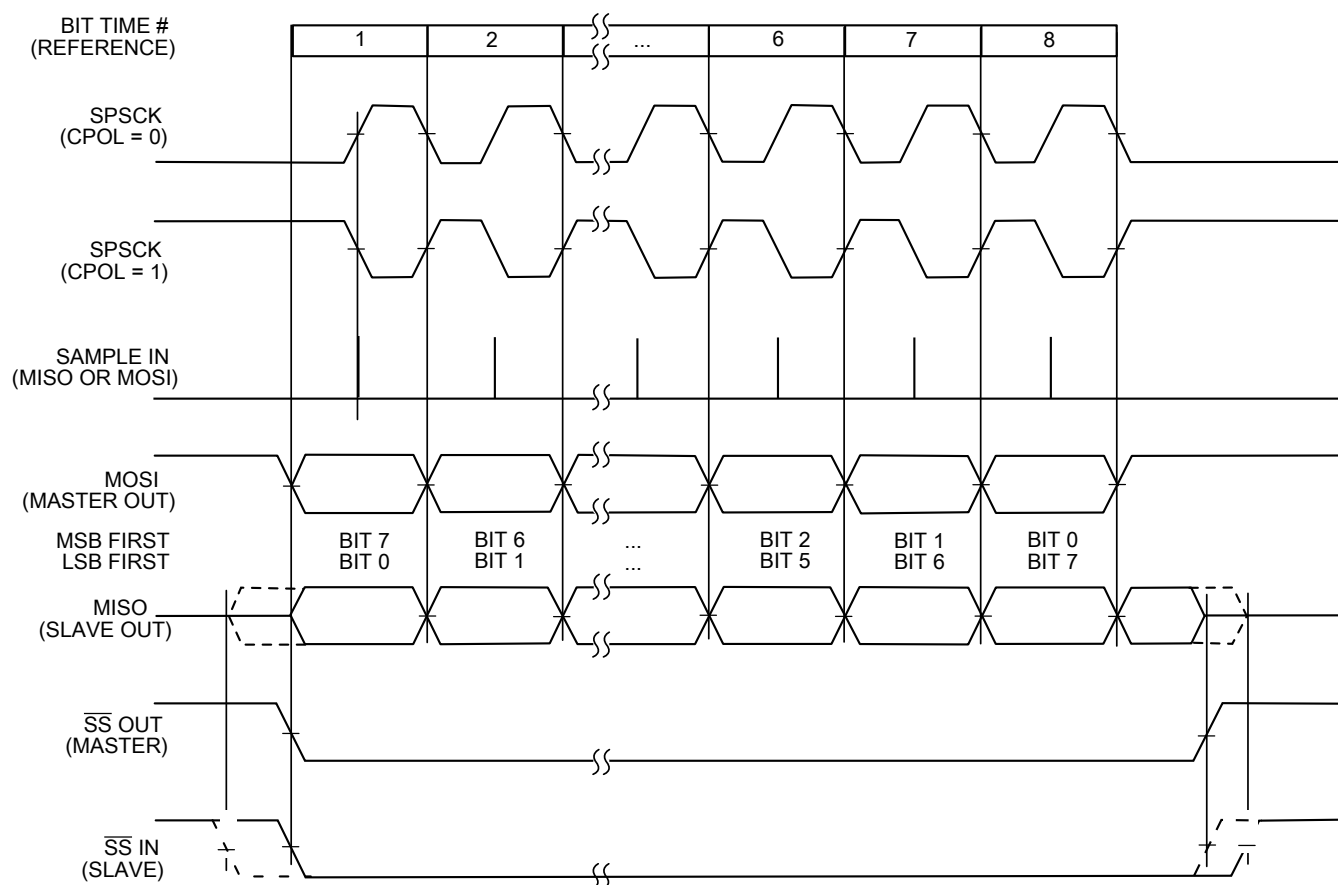 BIT TIME #
(REFERENCE)
1 2 ... 6 7 8
SPSCK
(CPOL = 0)
SPSCK
(CPOL = 1)
SAMPLE IN
(MISO OR MOSI)
MOSI
(MASTER OUT)
MSB FIRST BIT 7 BIT 6 ... BIT 2 BIT 1 BIT 0
LSB FIRST BIT 0 BIT 1 ... BIT 5 BIT 6 BIT 7
MISO
(SLAVE OUT)
S̅S̅ OUT
(MASTER)
S̅S̅ IN
(SLAVE)